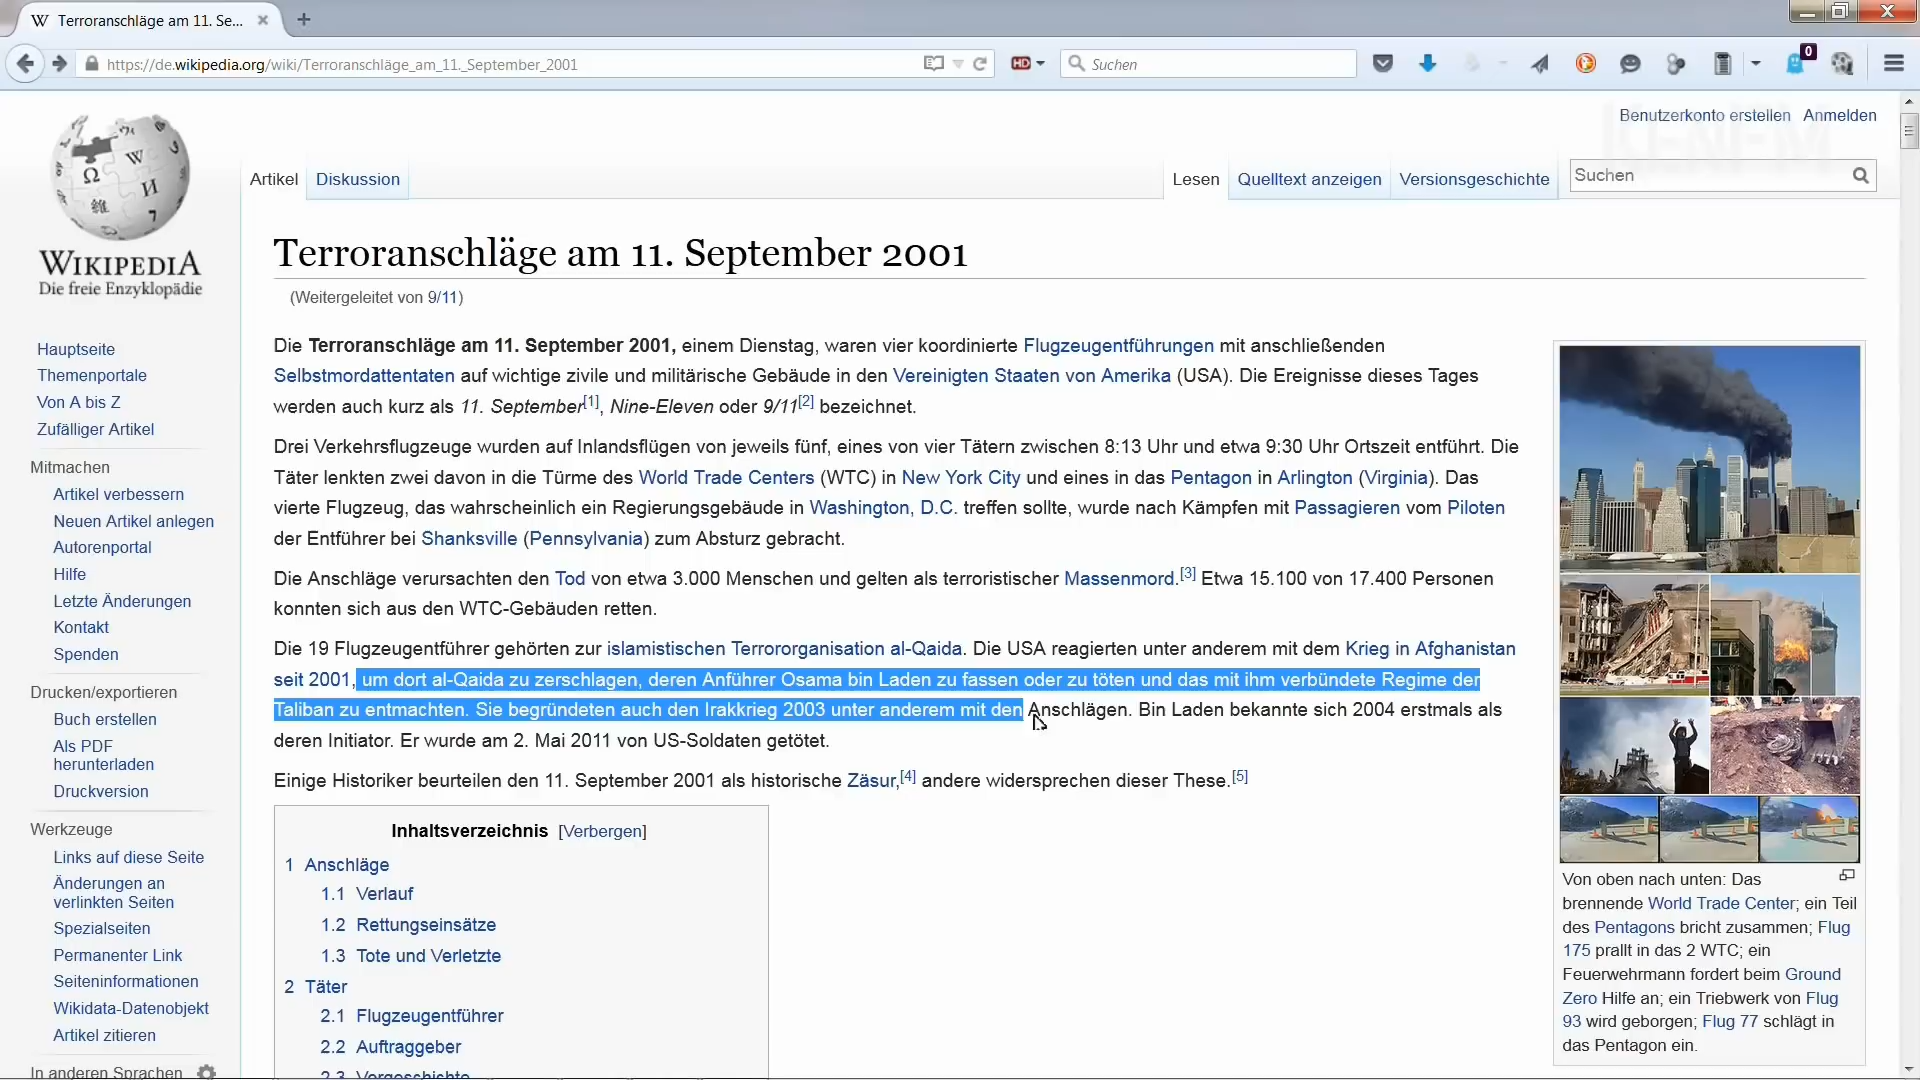 Terroranschläge am 11. Se...
https://de.wikipedia.org/wiki/Terroranschläge_am_11._September_2001
HD
Suchen
0
Benutzerkonto erstellen Anmelden
Artikel Diskussion
Lesen Quelltext anzeigen Versionsgeschichte
Suchen
WIKIPEDIA
Die freie Enzyklopädie
Hauptseite
Themenportale
Von A bis Z
Zufälliger Artikel
Mitmachen
Artikel verbessern
Neuen Artikel anlegen
Autorenportal
Hilfe
Letzte Änderungen
Kontakt
Spenden
Drucken/exportieren
Buch erstellen
Als PDF
herunterladen
Druckversion
Werkzeuge
Links auf diese Seite
Änderungen an
verlinkten Seiten
Spezialseiten
Permanenter Link
Seiteninformationen
Wikidata-Datenobjekt
Artikel zitieren
In anderen Sprachen
Terroranschläge am 11. September 2001
(Weitergeleitet von 9/11)
Die Terroranschläge am 11. September 2001, einem Dienstag, waren vier koordinierte Flugzeugentführungen mit anschließenden
Selbstmordattentaten auf wichtige zivile und militärische Gebäude in den Vereinigten Staaten von Amerika (USA). Die Ereignisse dieses Tages
werden auch kurz als 11. September[1], Nine-Eleven oder 9/11[2] bezeichnet.
Drei Verkehrsflugzeuge wurden auf Inlandsflügen von jeweils fünf, eines von vier Tätern zwischen 8:13 Uhr und etwa 9:30 Uhr Ortszeit entführt. Die
Täter lenkten zwei davon in die Türme des World Trade Centers (WTC) in New York City und eines in das Pentagon in Arlington (Virginia). Das
vierte Flugzeug, das wahrscheinlich ein Regierungsgebäude in Washington, D.C. treffen sollte, wurde nach Kämpfen mit Passagieren vom Piloten
der Entführer bei Shanksville (Pennsylvania) zum Absturz gebracht.
Die Anschläge verursachten den Tod von etwa 3.000 Menschen und gelten als terroristischer Massenmord.[3] Etwa 15.100 von 17.400 Personen
konnten sich aus den WTC-Gebäuden retten.
Die 19 Flugzeugentführer gehörten zur islamistischen Terrororganisation al-Qaida. Die USA reagierten unter anderem mit dem Krieg in Afghanistan
seit 2001, um dort al-Qaida zu zerschlagen, deren Anführer Osama bin Laden zu fassen oder zu töten und das mit ihm verbündete Regime der
Taliban zu entmachten. Sie begründeten auch den Irakkrieg 2003 unter anderem mit den Anschlägen. Bin Laden bekannte sich 2004 erstmals als
deren Initiator. Er wurde am 2. Mai 2011 von US-Soldaten getötet.
Einige Historiker beurteilen den 11. September 2001 als historische Zäsur,[4] andere widersprechen dieser These.[5]
Inhaltsverzeichnis [Verbergen]
1 Anschläge
1.1 Verlauf
1.2 Rettungseinsätze
1.3 Tote und Verletzte
2 Täter
2.1 Flugzeugentführer
2.2 Auftraggeber
2.3 Vorgeschichte
Von oben nach unten: Das
brennende World Trade Center; ein Teil
des Pentagons bricht zusammen; Flug
175 prallt in das 2 WTC; ein
Feuerwehrmann fordert beim Ground
Zero Hilfe an; ein Triebwerk von Flug
93 wird geborgen; Flug 77 schlägt in
das Pentagon ein.